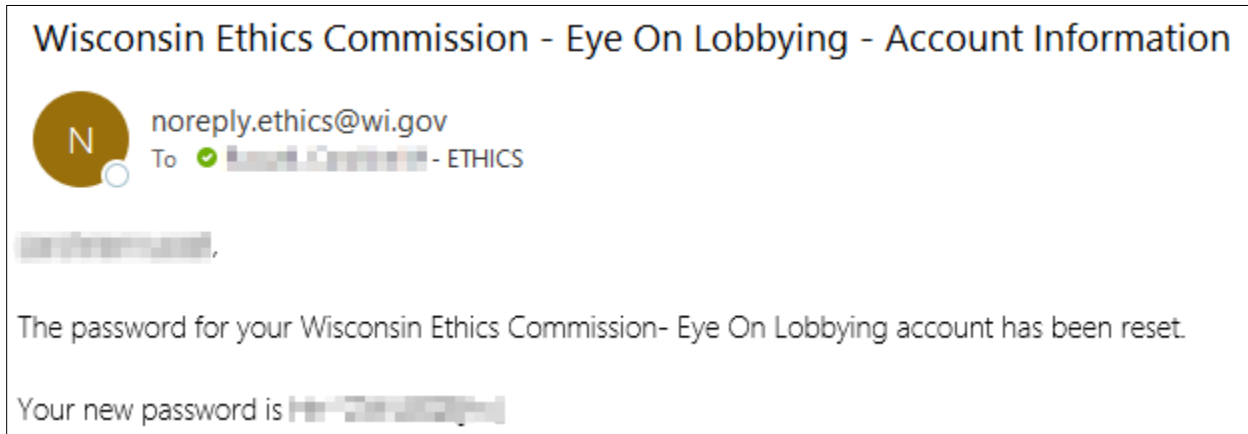 Wisconsin Ethics Commission - Eye On Lobbying - Account Information
N
noreply.ethics@wi.gov
To - ETHICS
,
The password for your Wisconsin Ethics Commission- Eye On Lobbying account has been reset.
Your new password is